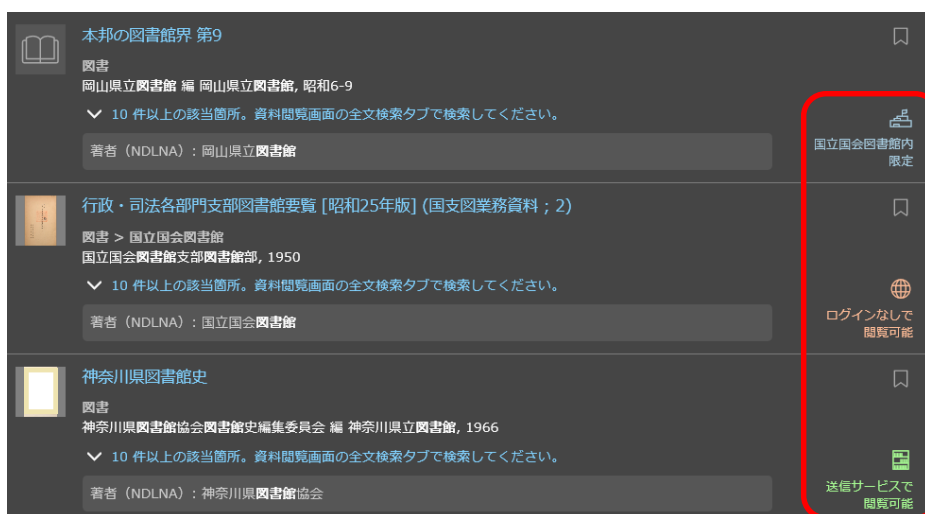 本邦の図書館界 第9
図書
岡山県立図書館 編 岡山県立図書館, 昭和6-9
10 件以上の該当箇所。資料閲覧画面の全文検索タブで検索してください。
著者（NDLNA）: 岡山県立図書館
国立国会図書館内
限定
行政・司法各部門支部図書館要覧 [昭和25年版] (国支図業務資料 ; 2)
図書 > 国立国会図書館
国立国会図書館支部図書館部, 1950
10 件以上の該当箇所。資料閲覧画面の全文検索タブで検索してください。
著者（NDLNA）: 国立国会図書館
ログインなしで
閲覧可能
神奈川県図書館史
図書
神奈川県図書館協会図書館史編集委員会 編 神奈川県立図書館, 1966
10 件以上の該当箇所。資料閲覧画面の全文検索タブで検索してください。
著者（NDLNA）: 神奈川県図書館協会
送信サービスで
閲覧可能